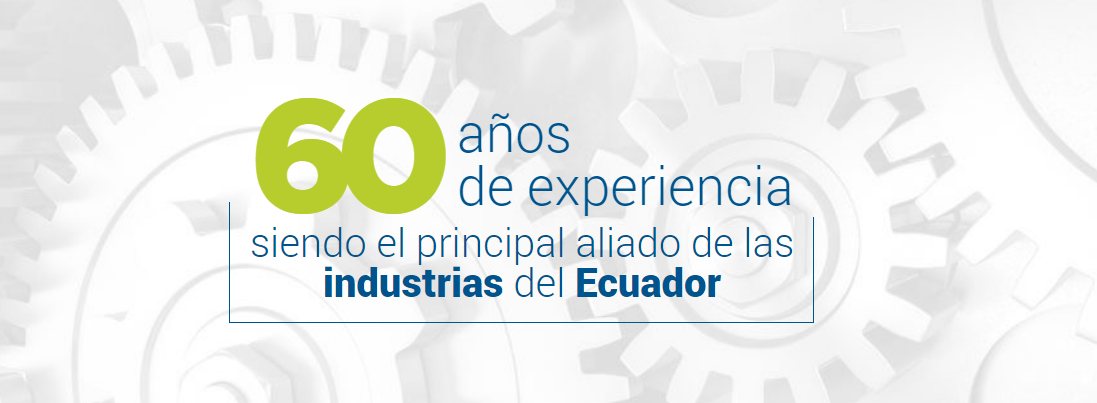 60 años
de experiencia
siendo el principal aliado de las
industrias del Ecuador